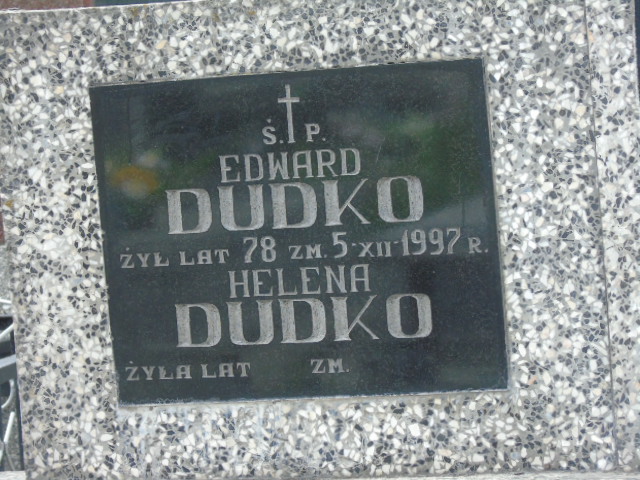 Ś. P.
EDWARD
DUDKO
ŻYŁ LAT 78 ZM. 5·XII·1997 R.
HELENA
DUDKO
ŻYŁA LAT ZM.